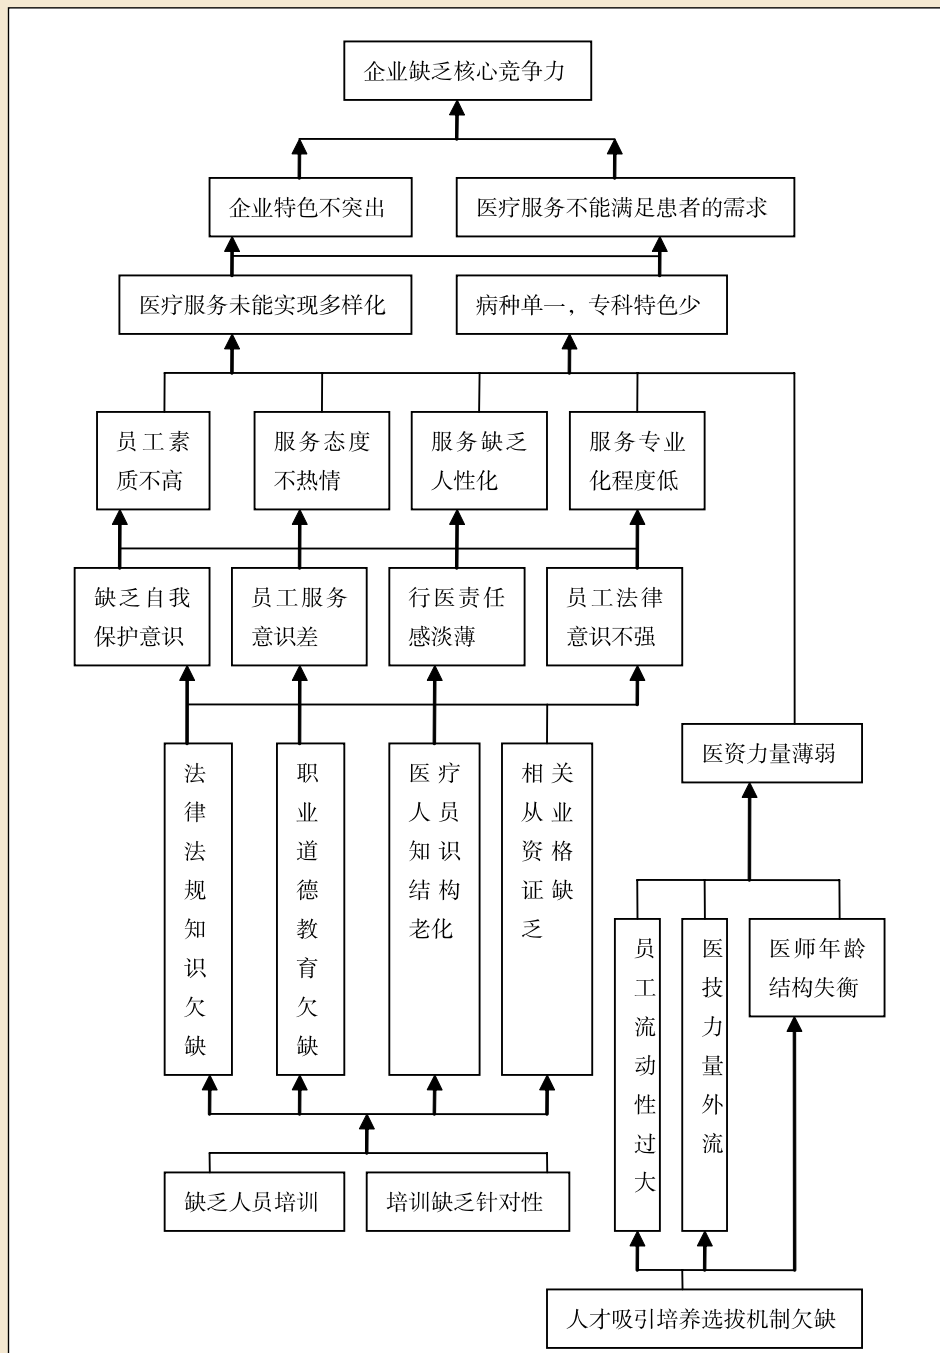 企业缺乏核心竞争力
企业特色不突出
医疗服务不能满足患者的需求
医疗服务未能实现多样化
病种单一，专科特色少
员工素
质不高
服务态度
不热情
服务缺乏
人性化
服务专业
化程度低
缺乏自我
保护意识
员工服务
意识差
行医责任
感淡薄
员工法律
意识不强
医资力量薄弱
法
律
法
规
知
识
欠
缺
职
业
道
德
教
育
欠
缺
医疗
人员
知识
结构
老化
相关
从业
资格
证缺
乏
员
工
流
动
性
过
大
医
技
力
量
外
流
医师年龄
结构失衡
缺乏人员培训
培训缺乏针对性
人才吸引培养选拔机制欠缺